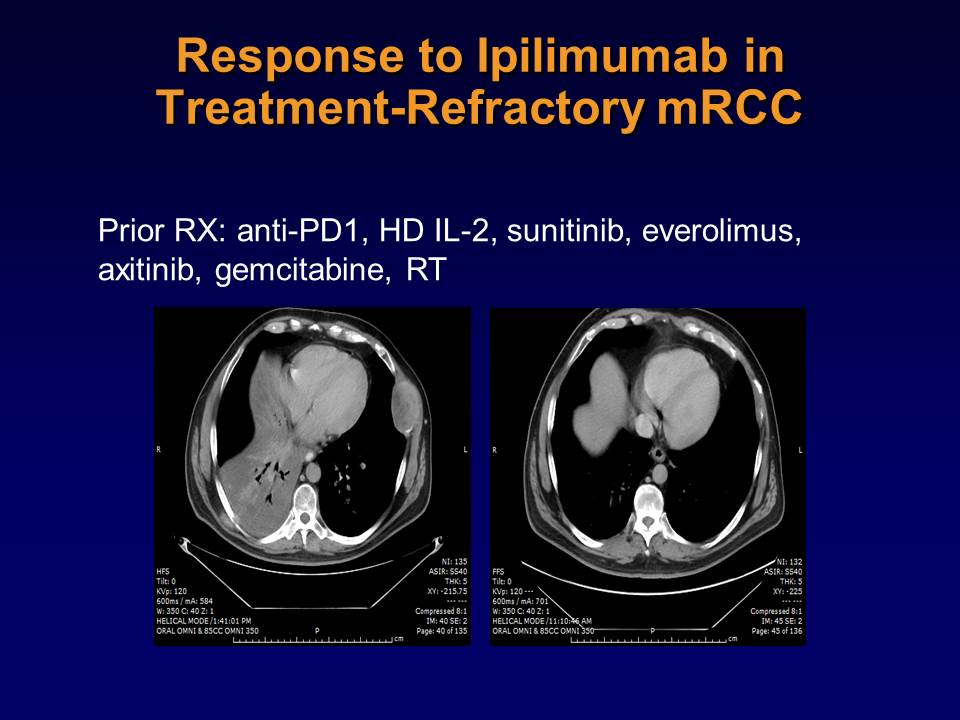 Response to Ipilimumab in
Treatment-Refractory mRCC
Prior RX: anti-PD1, HD IL-2, sunitinib, everolimus,
axitinib, gemcitabine, RT
R
L
NI: 135
HFS
ASIR: SS40
Tilt: 0
THK: 5
KVp: 120
XY: -215.75
600ms / mA: 584
--- ---
W: 350 C: 40 Z: 1
Compressed 8:1
HELICAL MODE /1:41:01 PM
IM: 40 SE: 2
ORAL OMNI & 85CC OMNI 350
P
Page: 40 of 135
cm
R
L
NI: 132
FFS
ASIR: SS40
Tilt: 0
THK: 5
KVp: 120 ---
XY: -225
600ms / mA: 701
--- ---
W: 350 C: 40 Z: 1
Compressed 8:1
HELICAL MODE /11:10:46 AM
IM: 45 SE: 2
ORAL OMNI & 85CC OMNI 350
P
Page: 45 of 136
cm